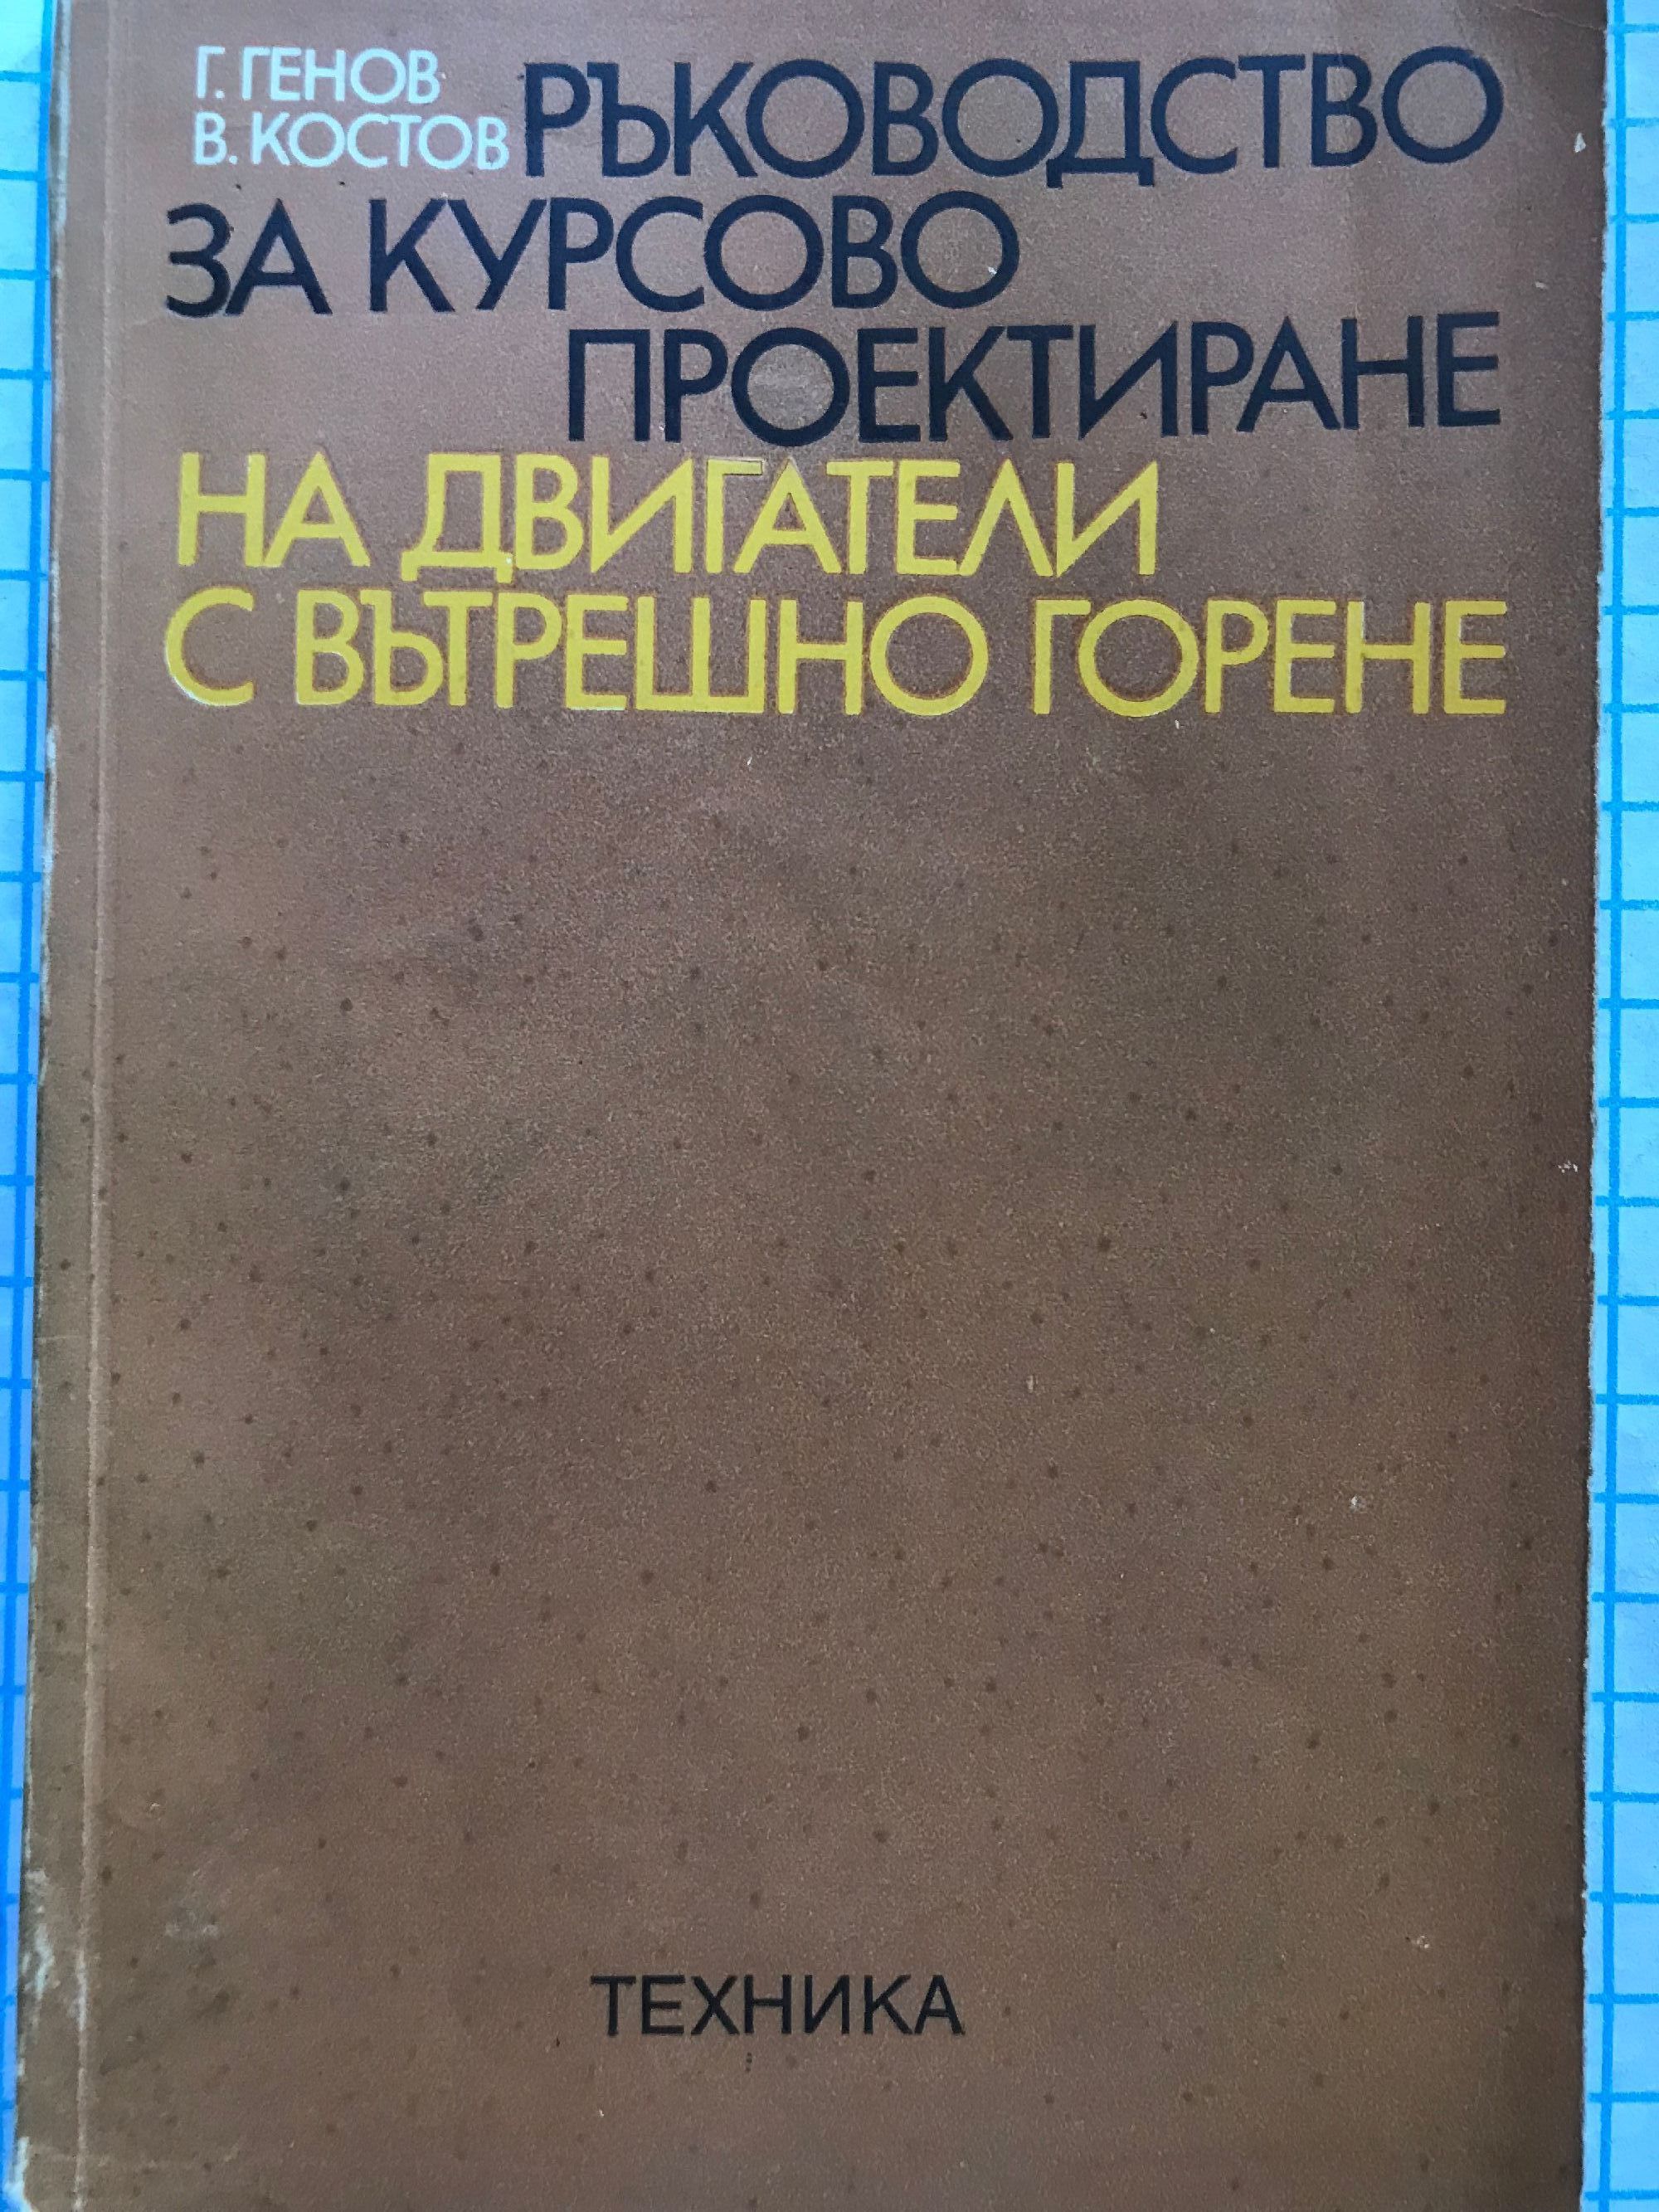 Г. ГЕНОВ
В. КОСТОВ
РЪКОВОДСТВО
ЗА КУРСОВО
ПРОЕКТИРАНЕ
НА ДВИГАТЕЛИ
С ВЪТРЕШНО ГОРЕНЕ
ТЕХНИКА